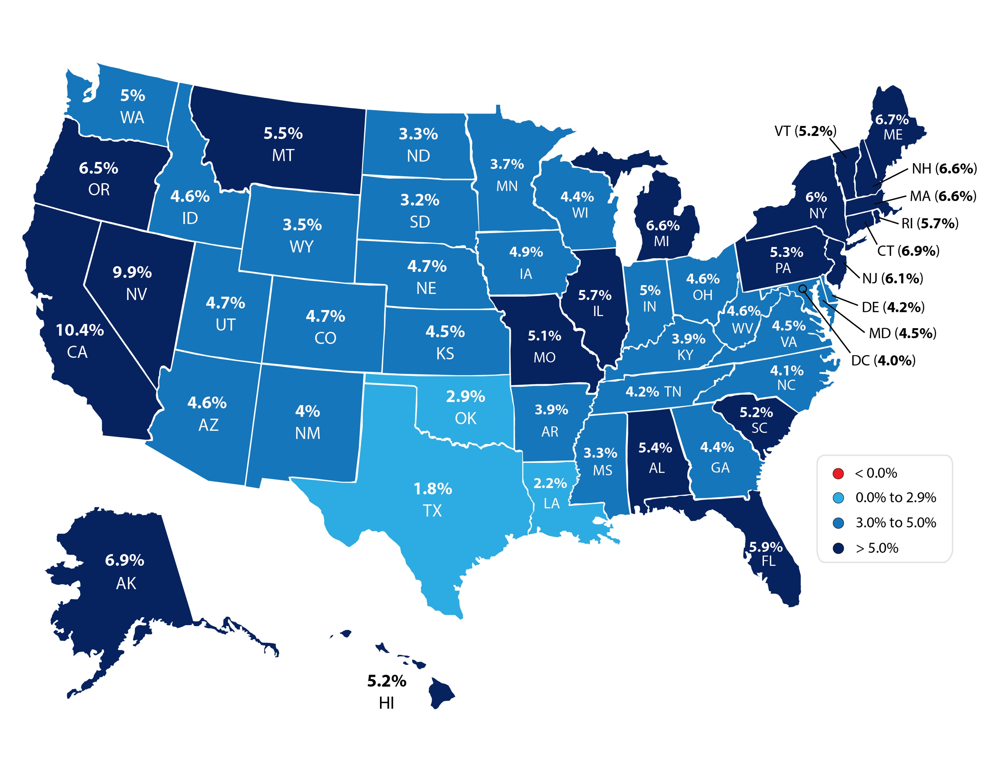 5%
WA
6.5%
OR
4.6%
ID
5.5%
MT
3.3%
ND
3.7%
MN
3.2%
SD
3.5%
WY
4.4%
WI
6.6%
MI
6.7%
ME
VT (5.2%)
NH (6.6%)
MA (6.6%)
RI (5.7%)
CT (6.9%)
NJ (6.1%)
DE (4.2%)
MD (4.5%)
DC (4.0%)
6%
NY
5.3%
PA
9.9%
NV
10.4%
CA
4.7%
UT
4.7%
CO
4.7%
NE
4.9%
IA
5.7%
IL
5%
IN
4.6%
OH
4.6%
WV
4.5%
VA
3.9%
KY
4.5%
KS
5.1%
MO
4.1%
NC
4.2% TN
5.2%
SC
4.6%
AZ
4%
NM
2.9%
OK
3.9%
AR
3.3%
MS
5.4%
AL
4.4%
GA
1.8%
TX
2.2%
LA
5.9%
FL
6.9%
AK
5.2%
HI
< 0.0%
0.0% to 2.9%
3.0% to 5.0%
> 5.0%